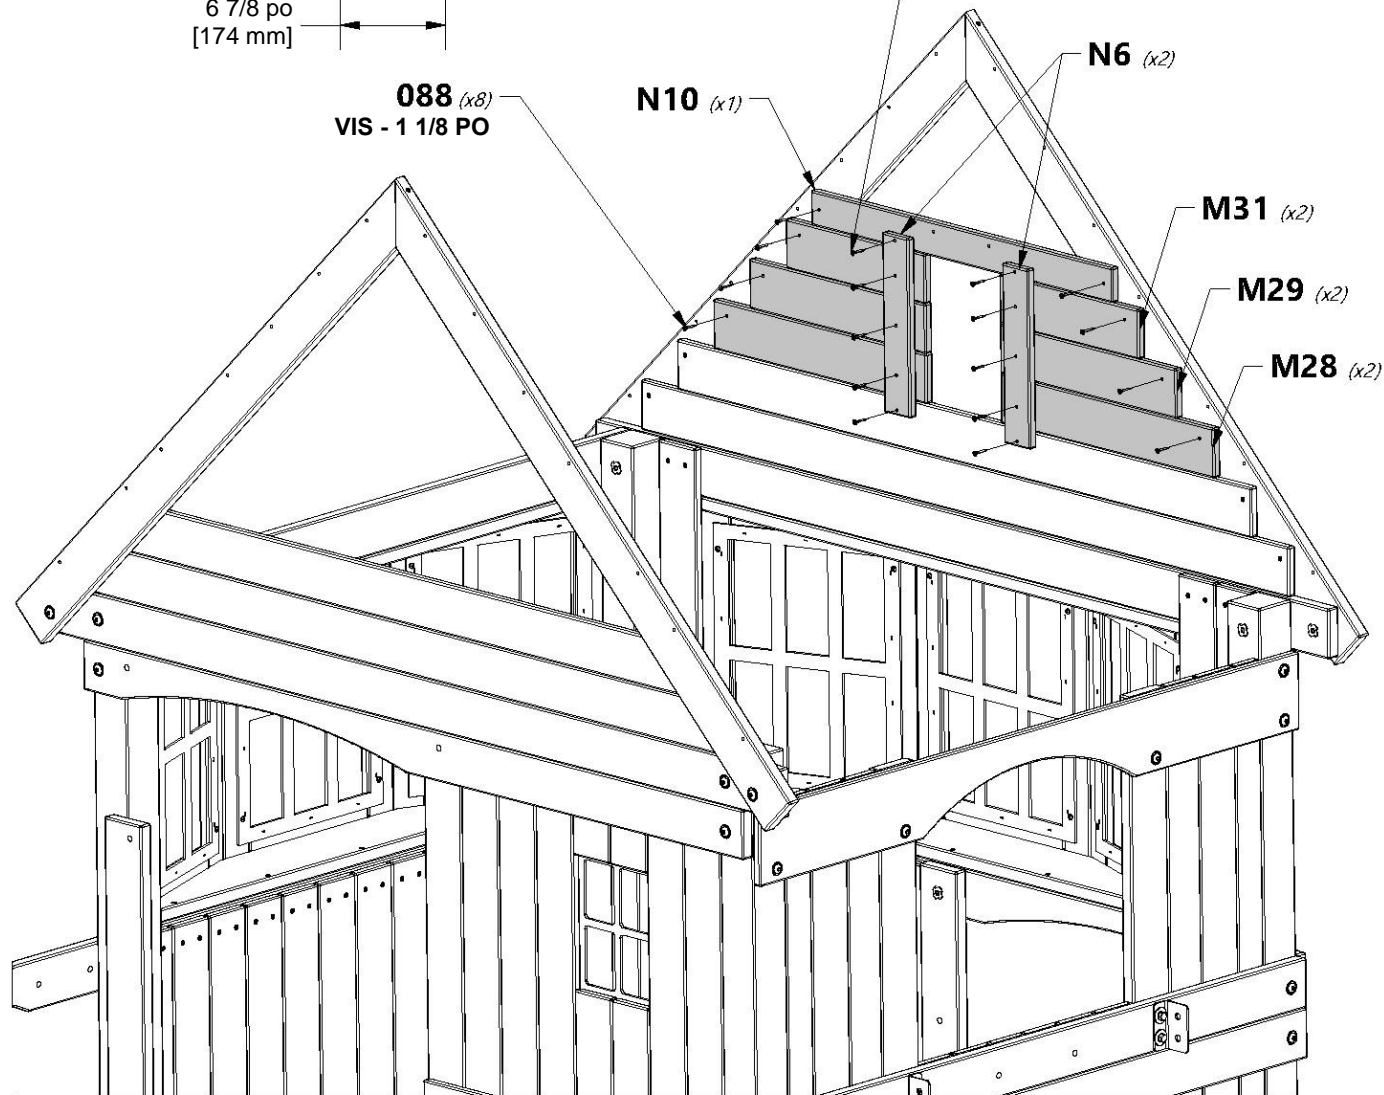 6 7/8 po
[174 mm]
088 (x8)
VIS - 1 1/8 PO
N10 (x1)
N6 (x2)
M31 (x2)
M29 (x2)
M28 (x2)